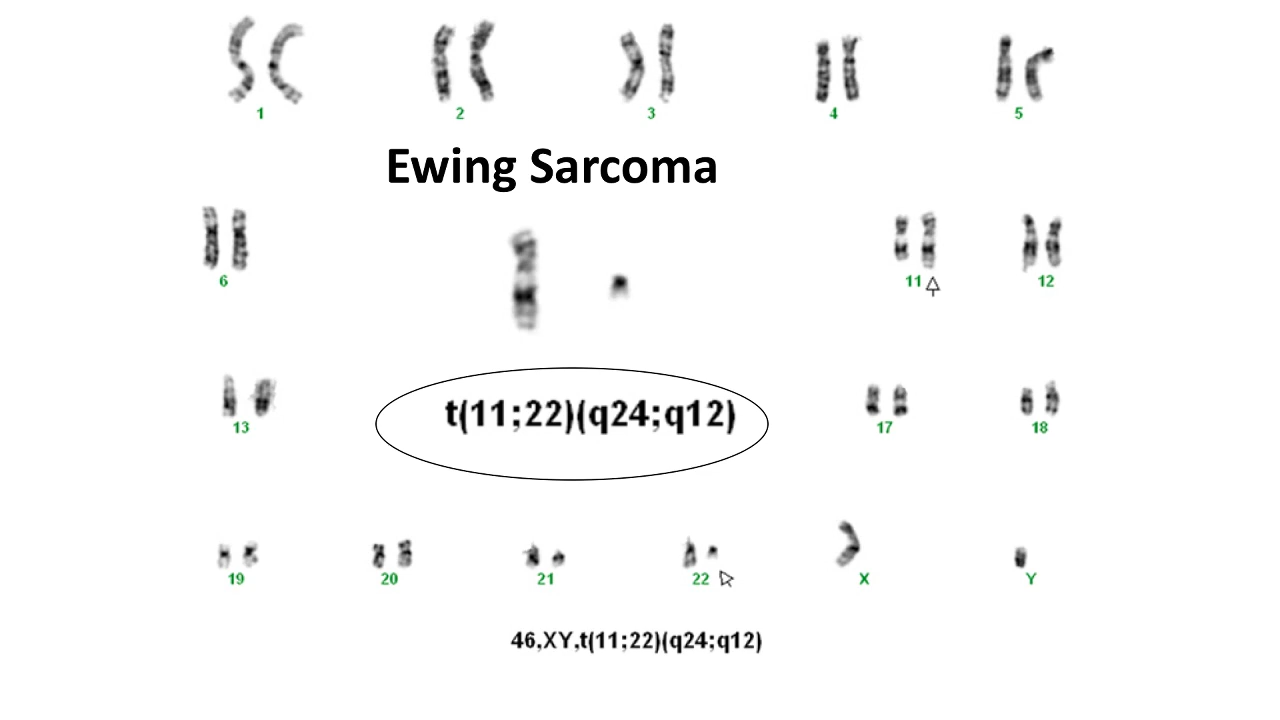 1 2 3 4 5
Ewing Sarcoma
6 11 12
13 t(11;22)(q24;q12) 17 18
19 20 21 22 X Y
46,XY,t(11;22)(q24;q12)